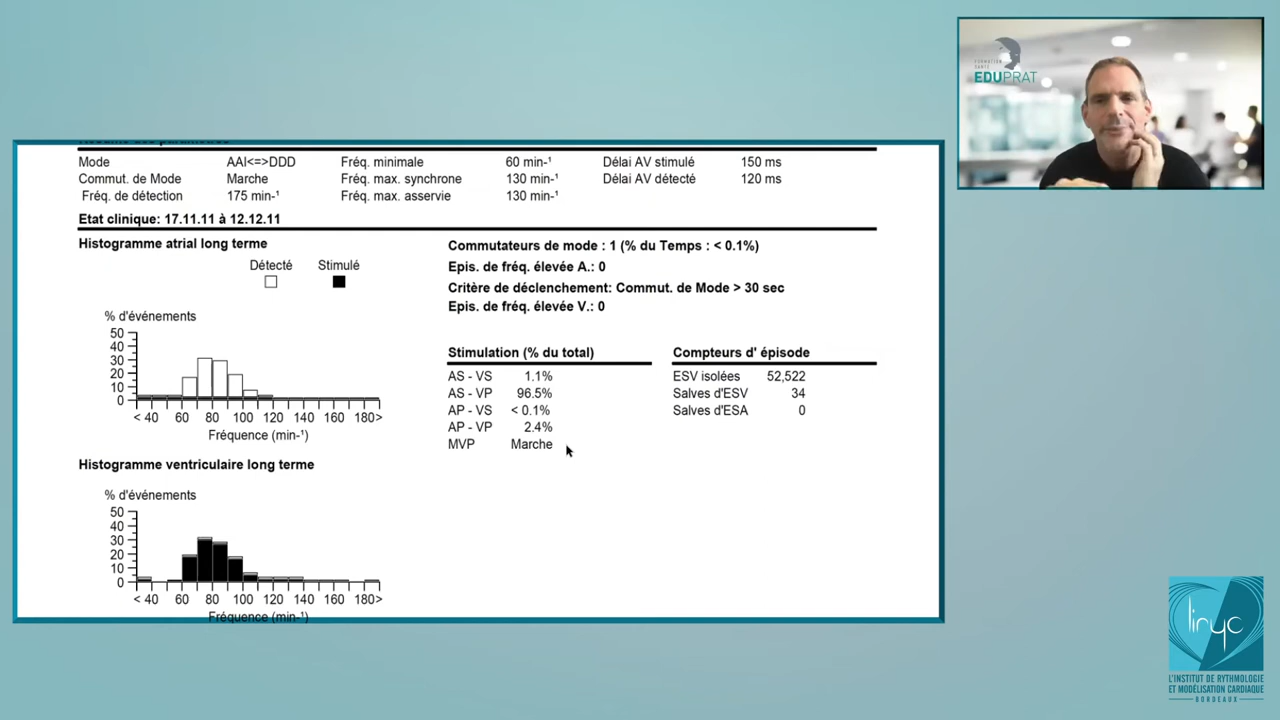 Mode AAI<=>DDD Fréq. minimale 60 min-¹ Délai AV stimulé 150 ms
Commut. de Mode Marche Fréq. max. synchrone 130 min-¹ Délai AV détecté 120 ms
Fréq. de détection 175 min-¹ Fréq. max. asservie 130 min-¹
Etat clinique: 17.11.11 à 12.12.11
Histogramme atrial long terme
Détecté Stimulé
% d'événements
50
40
30
20
10
0
< 40 60 80 100 120 140 160 180>
Fréquence (min-¹)
Histogramme ventriculaire long terme
% d'événements
50
40
30
20
10
0
< 40 60 80 100 120 140 160 180>
Fréquence (min-¹)
Commutateurs de mode : 1 (% du Temps : < 0.1%)
Epis. de fréq. élevée A.: 0
Critère de déclenchement: Commut. de Mode > 30 sec
Epis. de fréq. élevée V.: 0
Stimulation (% du total)
AS - VS 1.1%
AS - VP 96.5%
AP - VS < 0.1%
AP - VP 2.4%
MVP Marche
Compteurs d' épisode
ESV isolées 52,522
Salves d'ESV 34
Salves d'ESA 0
FORMATION
SANTÉ
EDUPRAT
liryc
L'INSTITUT DE RYTHMOLOGIE
ET MODÉLISATION CARDIAQUE
BORDEAUX